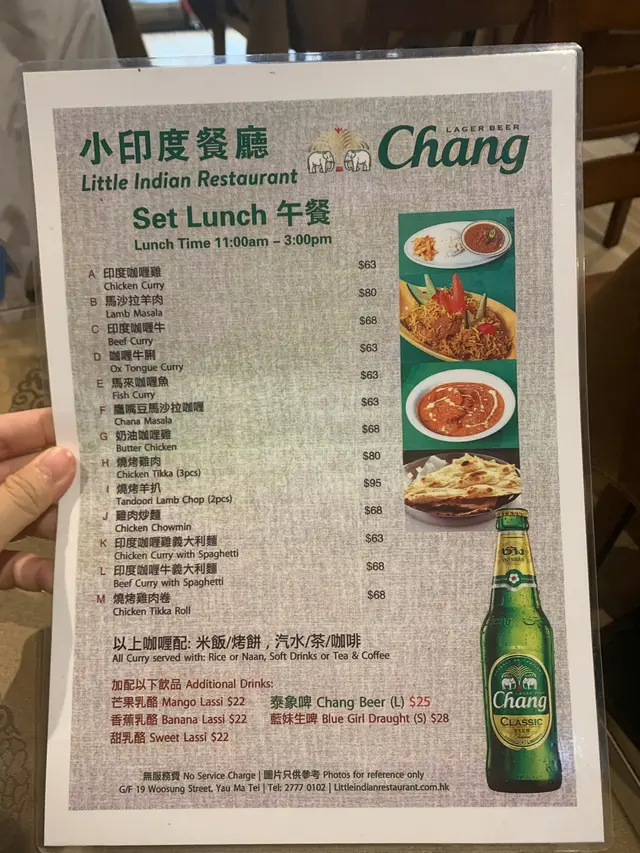 小印度餐廳
Little Indian Restaurant
LAGER BEER
Chang
Set Lunch 午餐
Lunch Time 11:00am – 3:00pm
A 印度咖喱雞 $63
Chicken Curry
B 馬沙拉羊肉 $80
Lamb Masala
C 印度咖喱牛 $68
Beef Curry
D 咖喱牛脷 $63
Ox Tongue Curry
E 馬來咖喱魚 $63
Fish Curry
F 鷹嘴豆馬沙拉咖喱 $63
Chana Masala
G 奶油咖喱雞 $68
Butter Chicken
H 燒烤雞肉 $80
Chicken Tikka (3pcs)
I 燒烤羊扒 $95
Tandoori Lamb Chop (2pcs)
J 雞肉炒麵 $68
Chicken Chowmin
K 印度咖喱雞義大利麵 $63
Chicken Curry with Spaghetti
L 印度咖喱牛義大利麵 $68
Beef Curry with Spaghetti
M 燒烤雞肉卷 $68
Chicken Tikka Roll
以上咖喱配: 米飯/烤餅 , 汽水/茶/咖啡
All Curry served with: Rice or Naan, Soft Drinks or Tea & Coffee
加配以下飲品 Additional Drinks:
芒果乳酪 Mango Lassi $22 泰象啤 Chang Beer (L) $25
香蕉乳酪 Banana Lassi $22 藍妹生啤 Blue Girl Draught (S) $28
甜乳酪 Sweet Lassi $22
ช้าง
Chang
CLASSIC
BEER
無服務費 No Service Charge | 圖片只供參考 Photos for reference only
G/F 19 Woosung Street, Yau Ma Tei | Tel: 2777 0102 | Littleindianrestaurant.com.hk